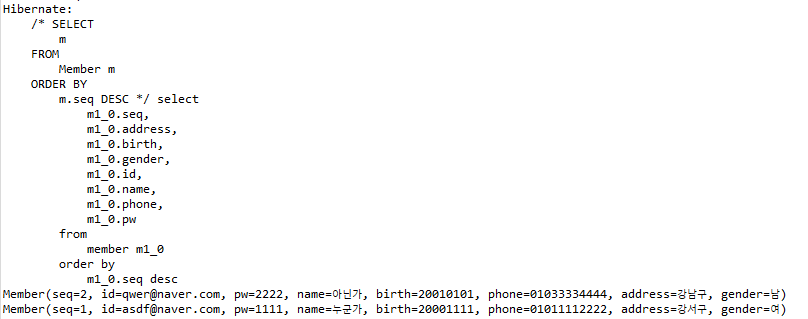 Hibernate:
    /* SELECT
        m
    FROM
        Member m
    ORDER BY
        m.seq DESC */ select
            m1_0.seq,
            m1_0.address,
            m1_0.birth,
            m1_0.gender,
            m1_0.id,
            m1_0.name,
            m1_0.phone,
            m1_0.pw
        from
            member m1_0
        order by
            m1_0.seq desc
Member(seq=2, id=qwer@naver.com, pw=2222, name=아닌가, birth=20010101, phone=01033334444, address=강남구, gender=남)
Member(seq=1, id=asdf@naver.com, pw=1111, name=누군가, birth=20001111, phone=01011112222, address=강서구, gender=여)